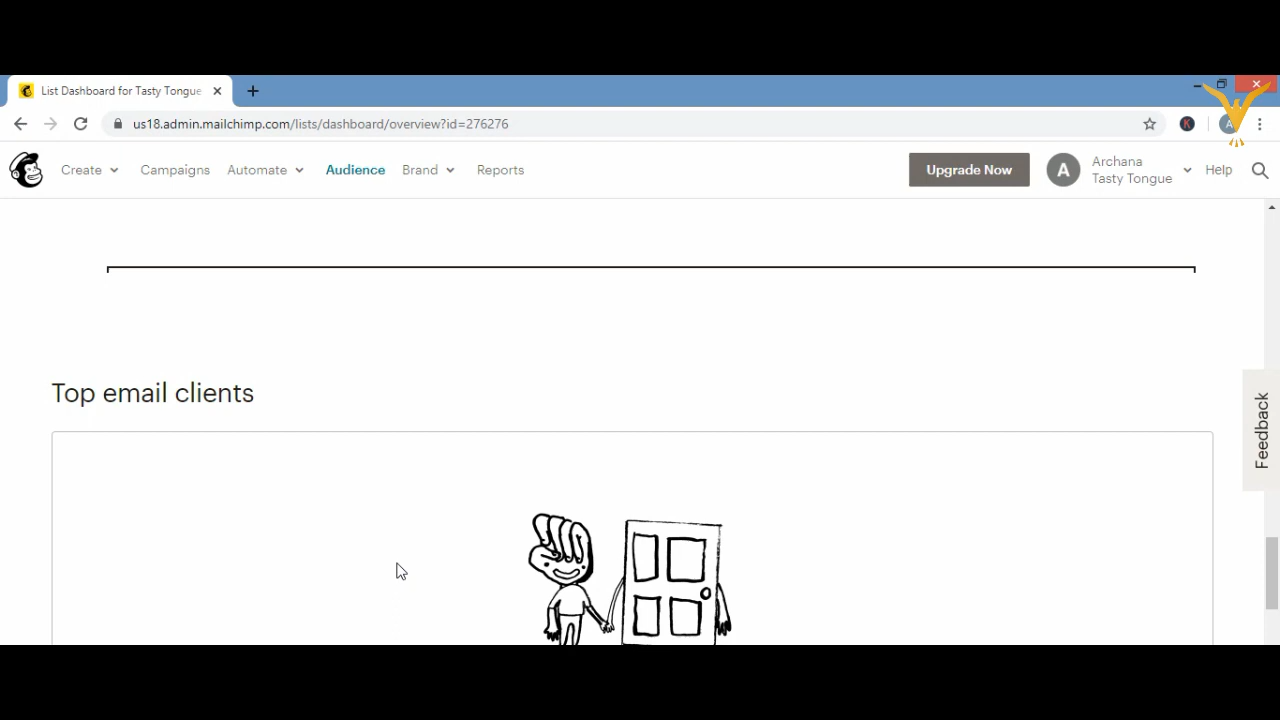 List Dashboard for Tasty Tongue
us18.admin.mailchimp.com/lists/dashboard/overview?id=276276
K
A
Create
Campaigns
Automate
Audience
Brand
Reports
Upgrade Now
A
Archana
Tasty Tongue
Help
Top email clients
Feedback